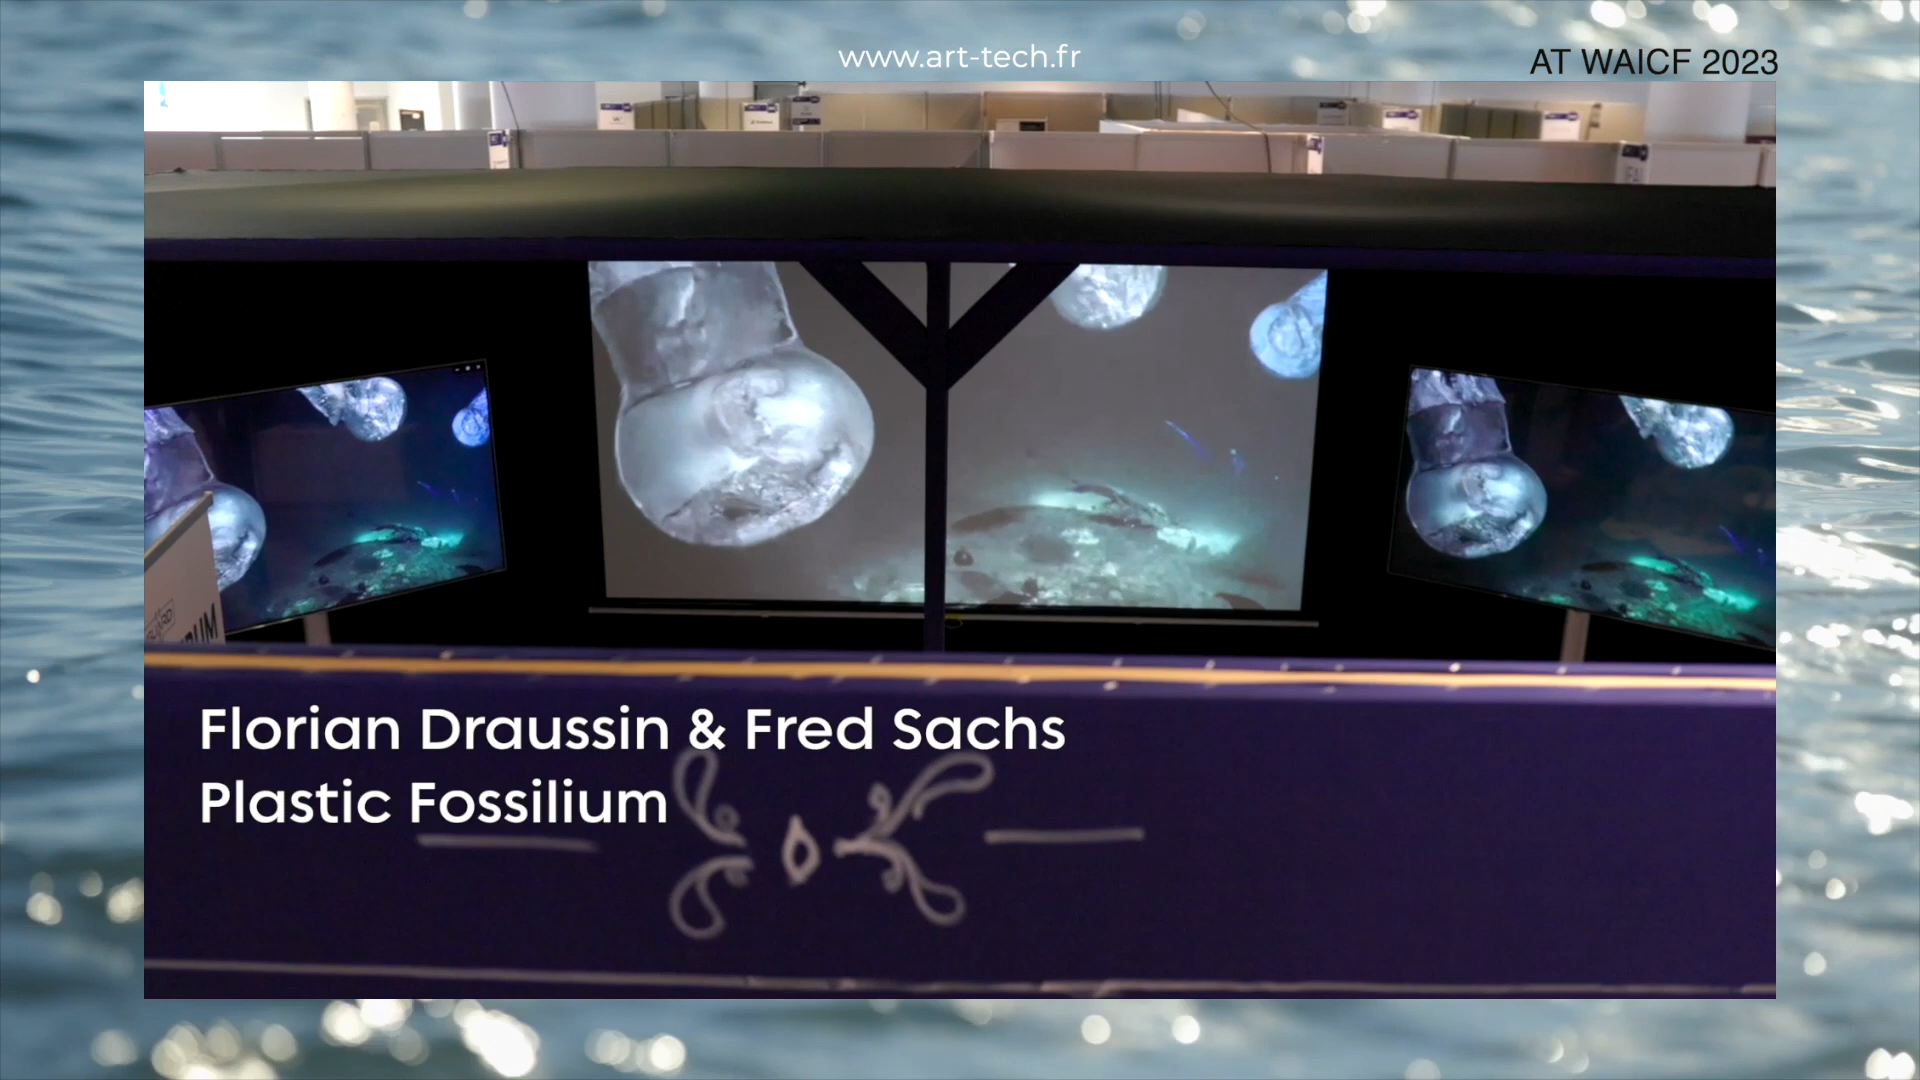 www.art-tech.fr
AT WAICF 2023
Florian Draussin & Fred Sachs
Plastic Fossilium